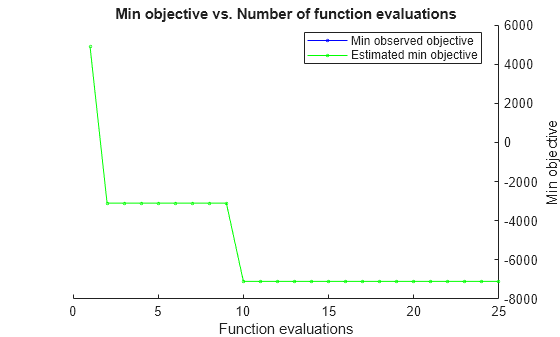 Min objective vs. Number of function evaluations
Min observed objective
Estimated min objective
6000
4000
2000
0
-2000
-4000
-6000
-8000
Min objective
0 5 10 15 20 25
Function evaluations